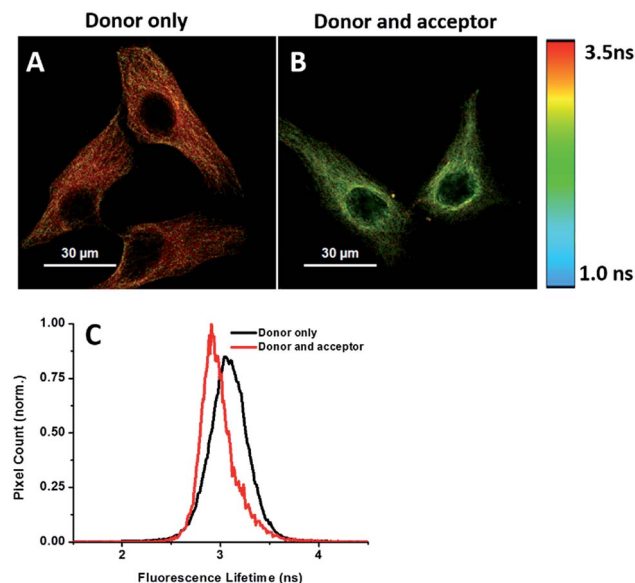 Donor only
Donor and acceptor
A
B
3.5ns
30 µm
30 µm
1.0 ns
C
Donor only
Donor and acceptor
1.00
0.75
0.50
0.25
0.00
2
3
4
Pixel Count (norm.)
Fluorescence Lifetime (ns)